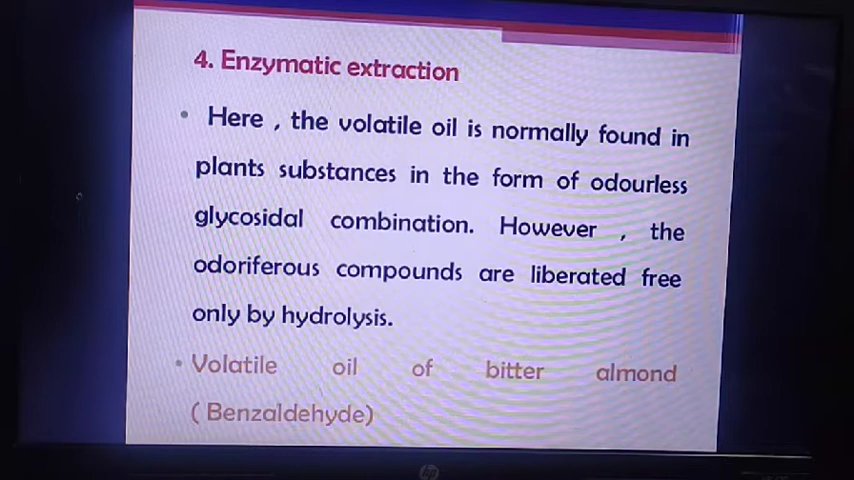 4. Enzymatic extraction
• Here , the volatile oil is normally found in
plants substances in the form of odourless
glycosidal combination. However , the
odoriferous compounds are liberated free
only by hydrolysis.
• Volatile oil of bitter almond
( Benzaldehyde)
hp